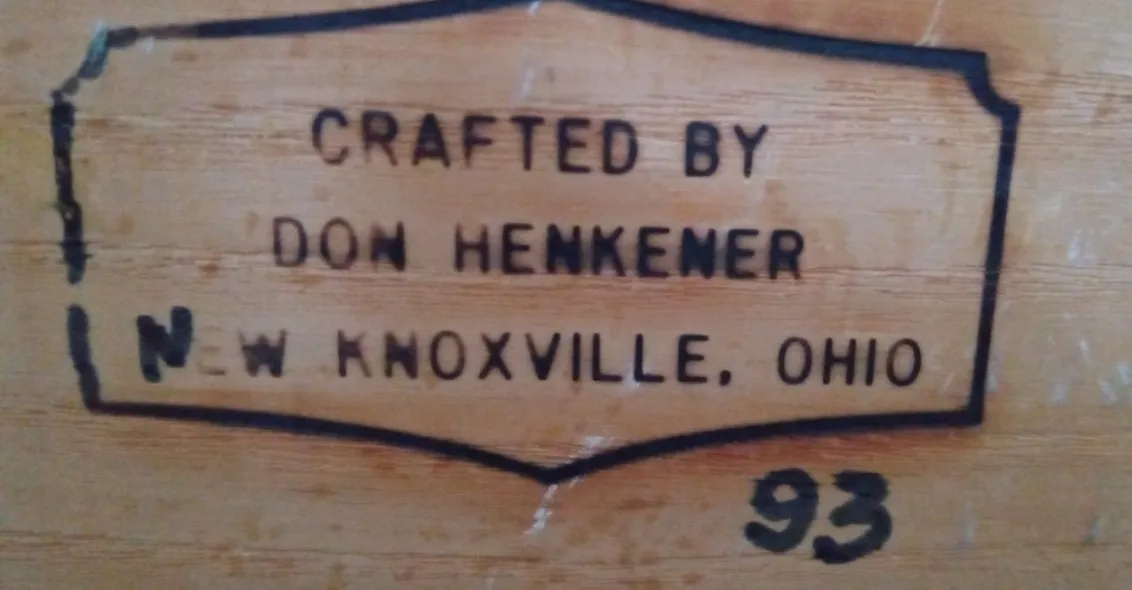 CRAFTED BY
DON HENKENER
NEW KNOXVILLE, OHIO
93